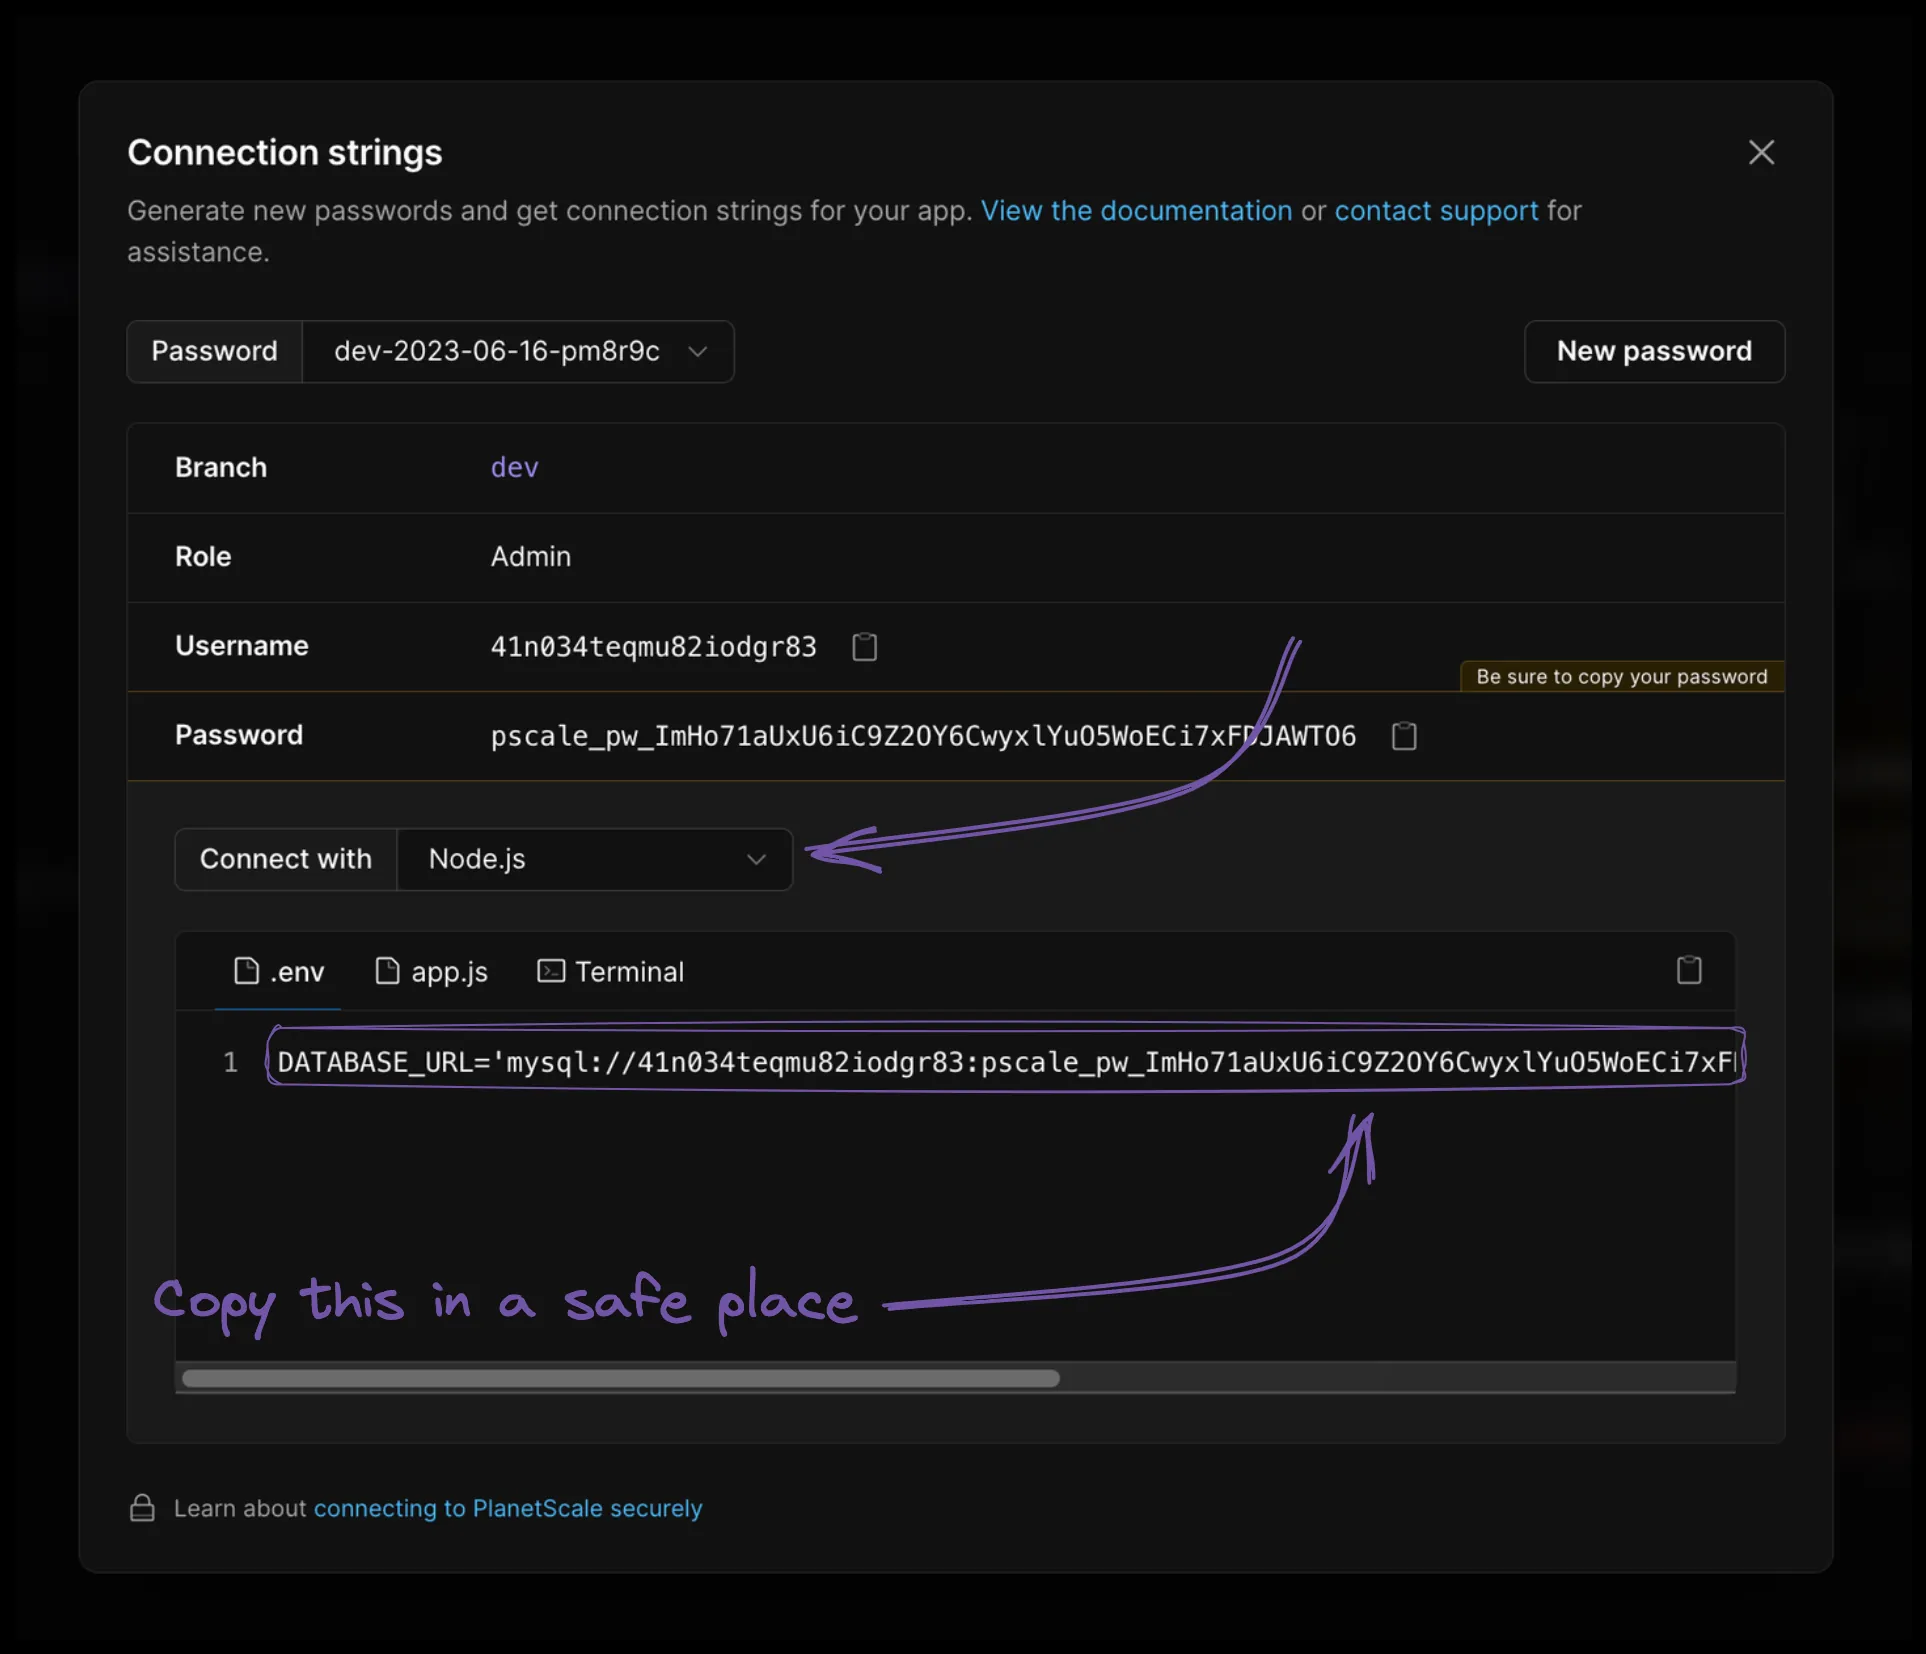 Connection strings
Generate new passwords and get connection strings for your app. View the documentation or contact support for
assistance.
Password dev-2023-06-16-pm8r9c New password
Branch dev
Role Admin
Username 41n034teqmu82iodgr83
Be sure to copy your password
Password pscale_pw_ImHo71aUxU6iC9Z2OY6CwyxlYuO5WoECi7xFDJAWTO6
Connect with Node.js
.env app.js Terminal
1 DATABASE_URL='mysql://41n034teqmu82iodgr83:pscale_pw_ImHo71aUxU6iC9Z2OY6CwyxlYuO5WoECi7xF
Copy this in a safe place
Learn about connecting to PlanetScale securely